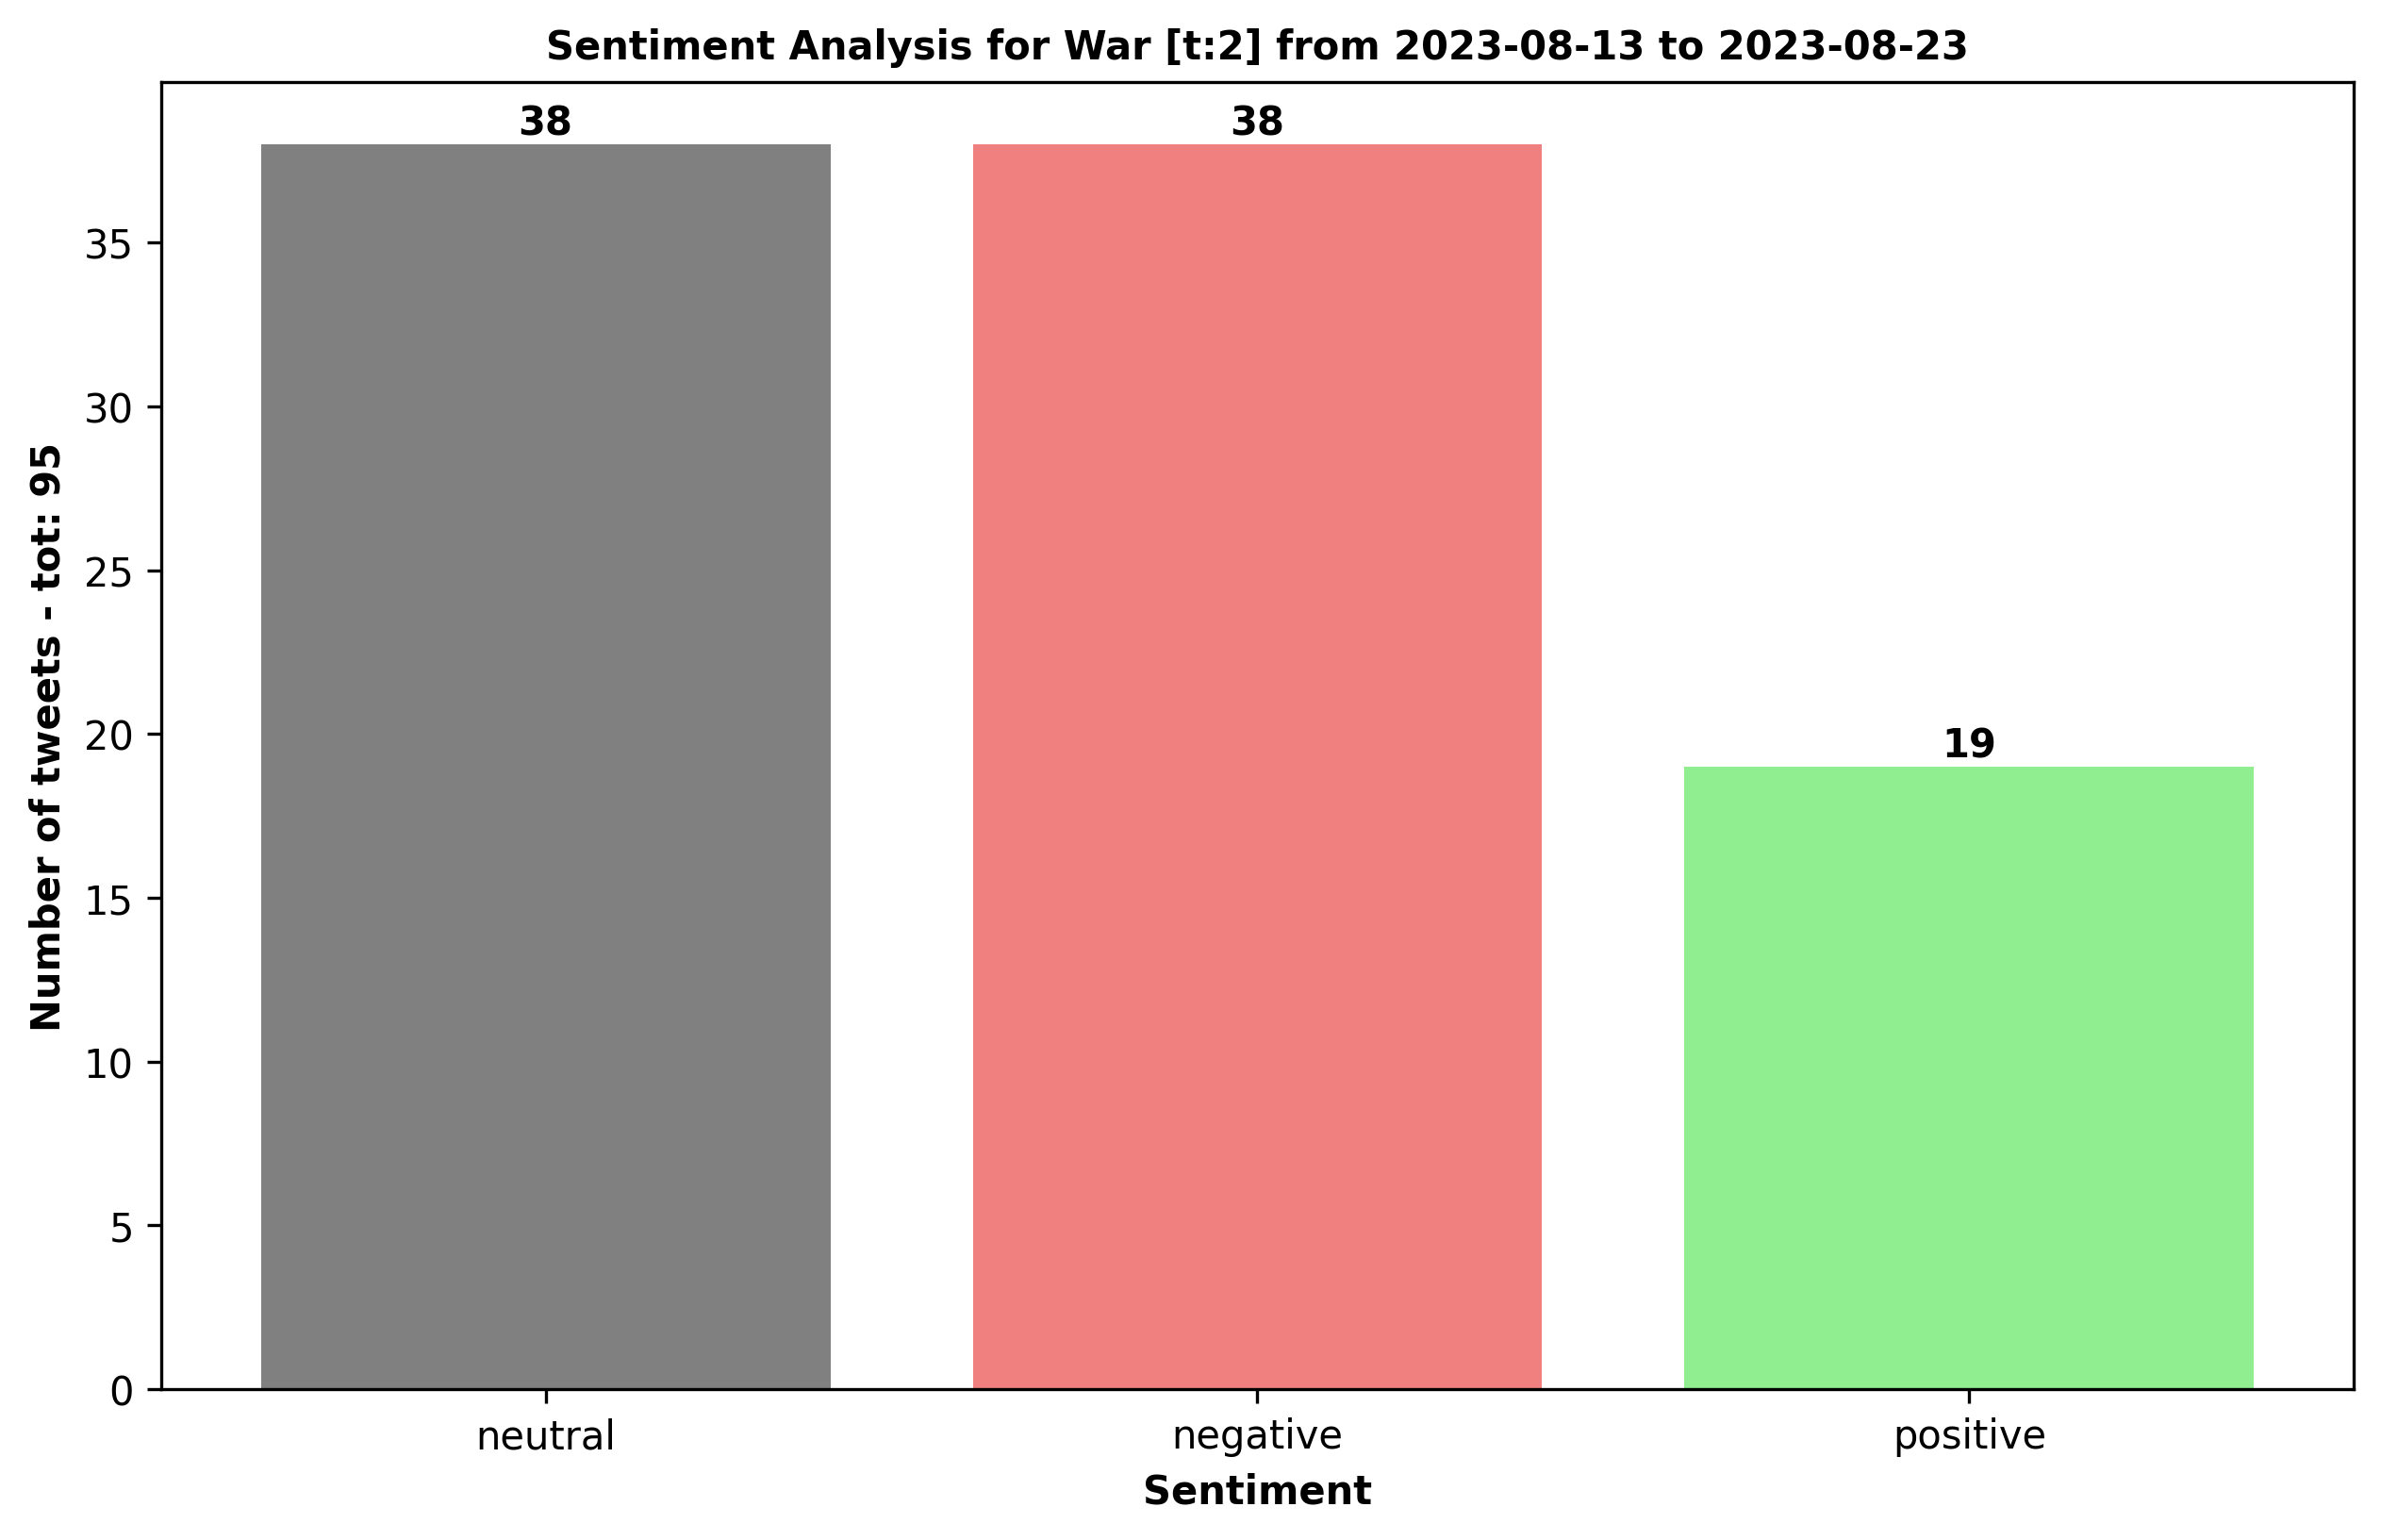 Sentiment Analysis for War [t:2] from 2023-08-13 to 2023-08-23
Number of tweets - tot: 95
35
30
25
20
15
10
5
0
38
38
19
neutral
negative
positive
Sentiment